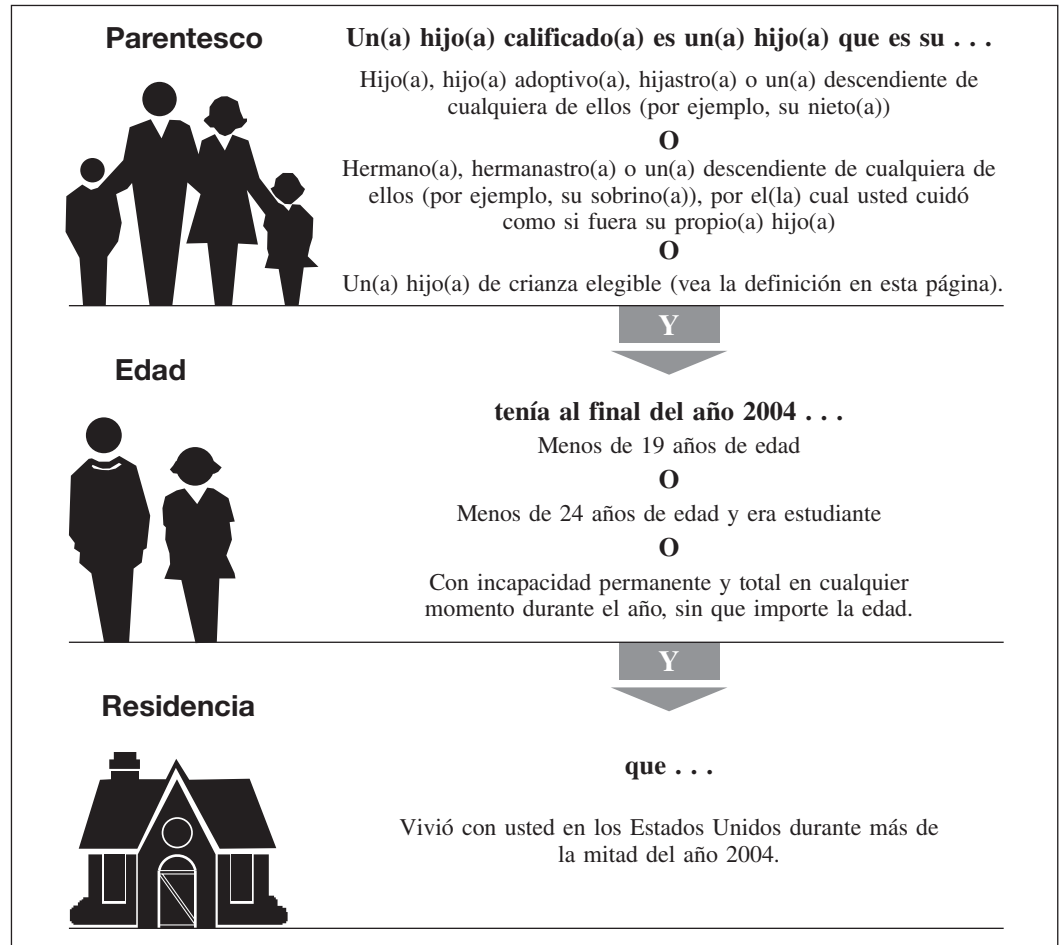 Parentesco
Un(a) hijo(a) calificado(a) es un(a) hijo(a) que es su . . .
Hijo(a), hijo(a) adoptivo(a), hijastro(a) o un(a) descendiente de
cualquiera de ellos (por ejemplo, su nieto(a))
O
Hermano(a), hermanastro(a) o un(a) descendiente de cualquiera de
ellos (por ejemplo, su sobrino(a)), por el(la) cual usted cuidó
como si fuera su propio(a) hijo(a)
O
Un(a) hijo(a) de crianza elegible (vea la definición en esta página).
Y
Edad
tenía al final del año 2004 . . .
Menos de 19 años de edad
O
Menos de 24 años de edad y era estudiante
O
Con incapacidad permanente y total en cualquier
momento durante el año, sin que importe la edad.
Y
Residencia
que . . .
Vivió con usted en los Estados Unidos durante más de
la mitad del año 2004.